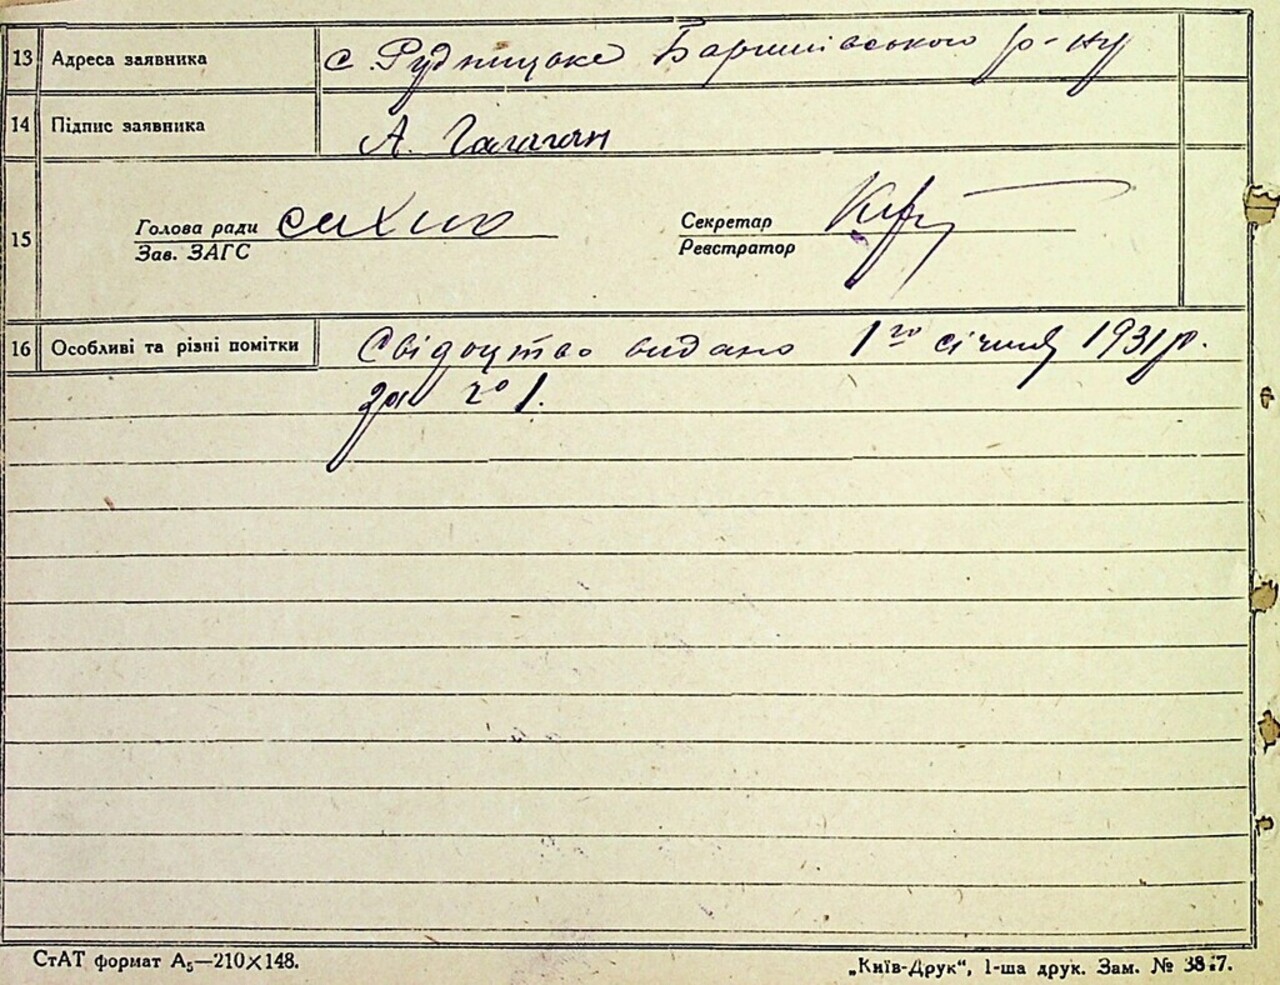 13 Адреса заявника с. Рудницьке Баришівського р-ну
14 Підпис заявника А. Галаган
15 Голова ради Секретар
Зав. ЗАГС Реєстратор
16 Особливі та різні помітки Свідоцтво видано 1го січня 1931 р.
за № 1.
СтАТ формат А₅—210×148. „Київ-Друк“, 1-ша друк. Зам. №